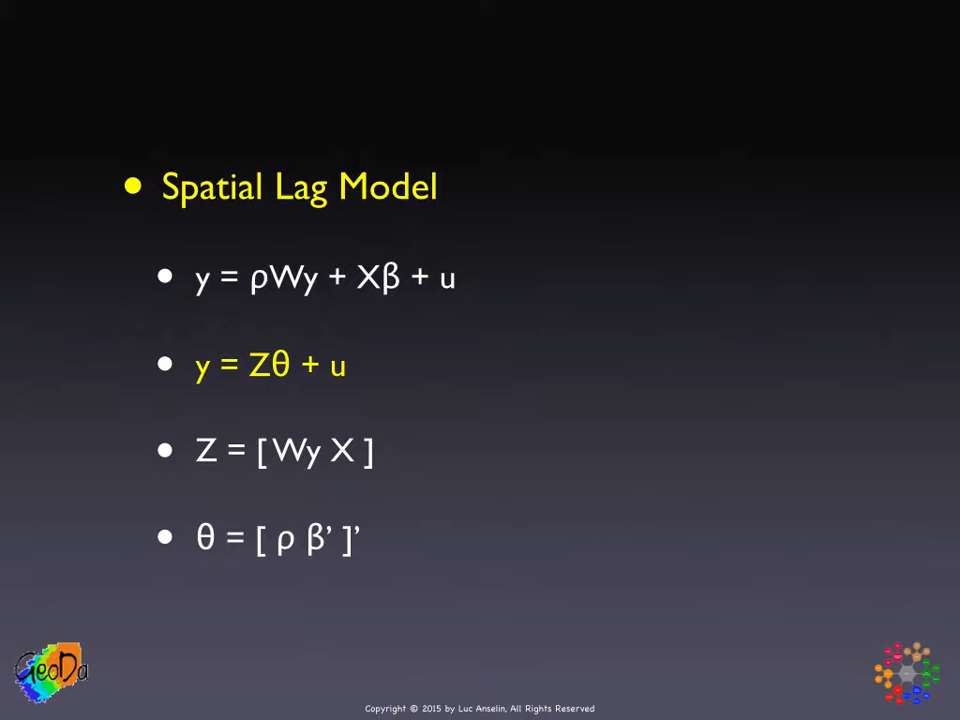 • Spatial Lag Model
• y = ρWy + Xβ + u
• y = Zθ + u
• Z = [ Wy X ]
• θ = [ ρ β’ ]’
GeoDa
Copyright © 2015 by Luc Anselin, All Rights Reserved